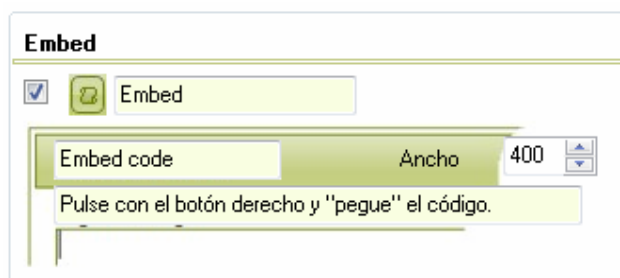 Embed
Embed
Embed code Ancho 400
Pulse con el botón derecho y "pegue" el código.